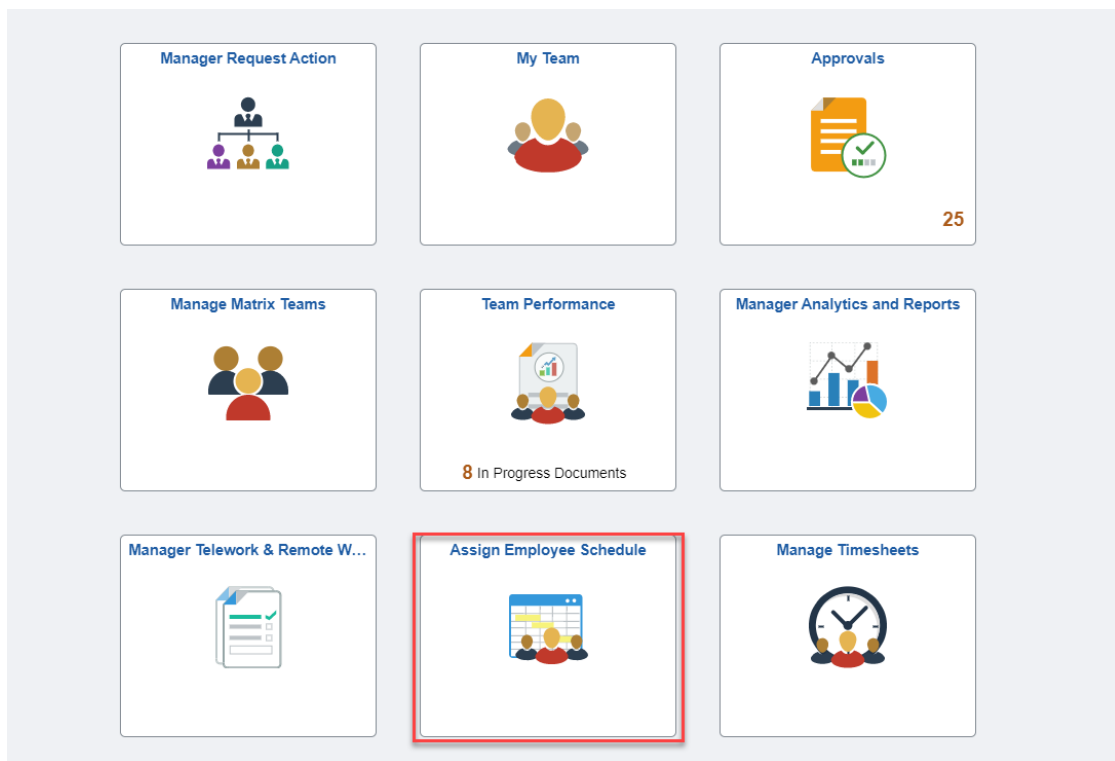 Manager Request Action
My Team
Approvals
25
Manage Matrix Teams
Team Performance
Manager Analytics and Reports
8 In Progress Documents
Manager Telework & Remote W...
Assign Employee Schedule
Manage Timesheets